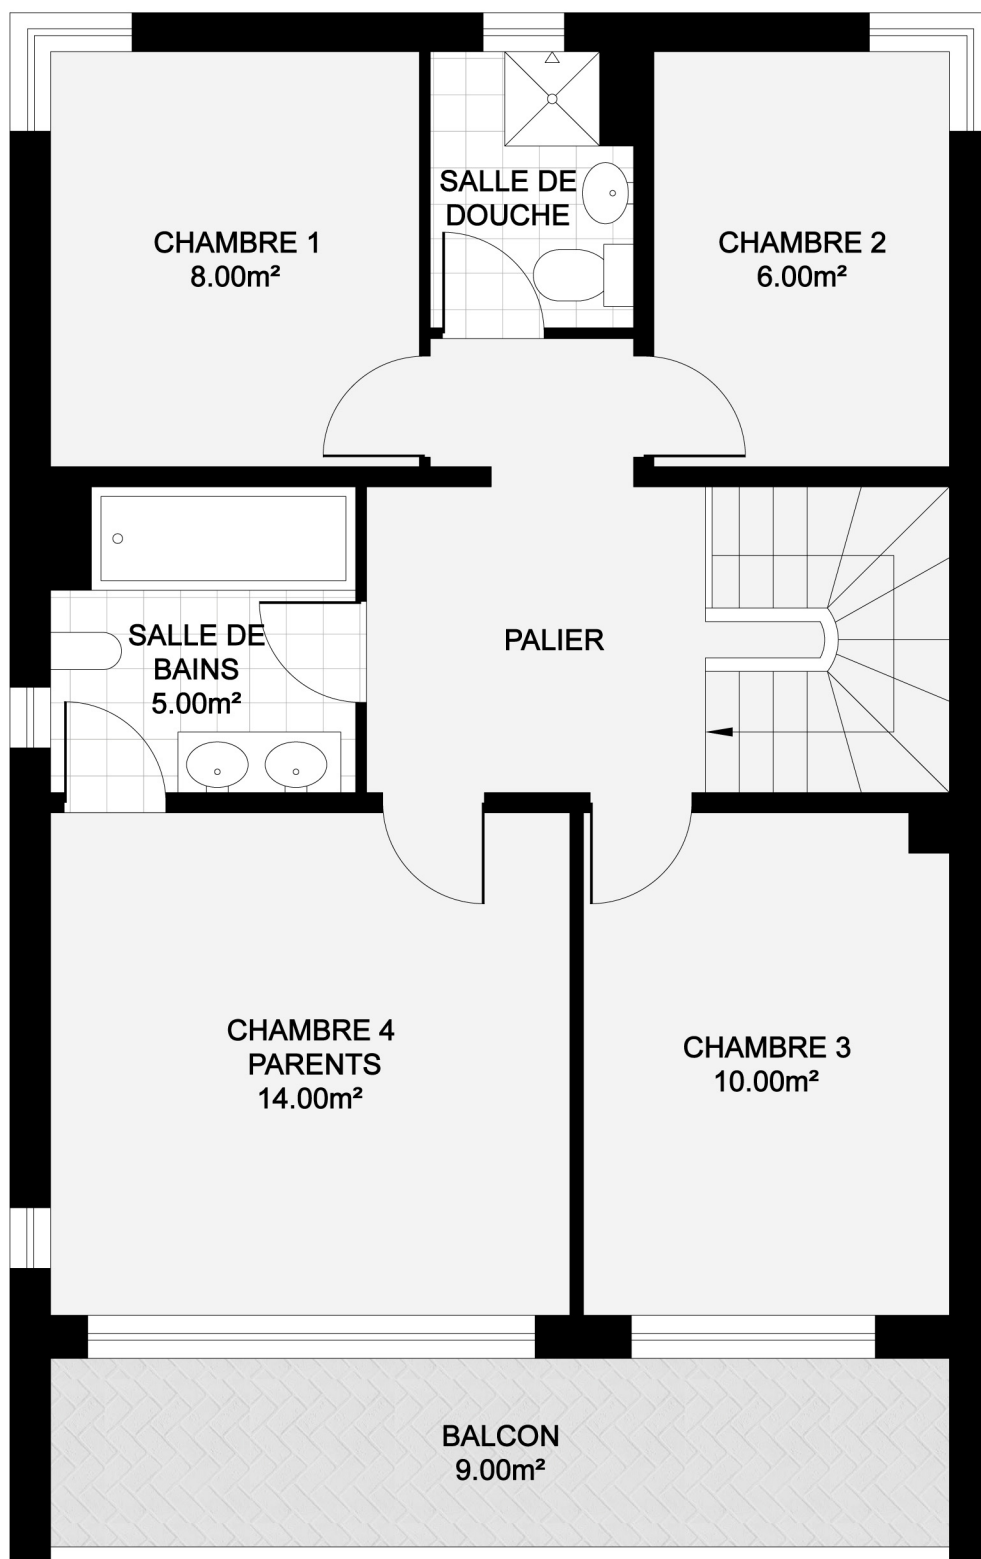 CHAMBRE 1
8.00m²
SALLE DE
DOUCHE
CHAMBRE 2
6.00m²
SALLE DE
BAINS
5.00m²
PALIER
CHAMBRE 4
PARENTS
14.00m²
CHAMBRE 3
10.00m²
BALCON
9.00m²